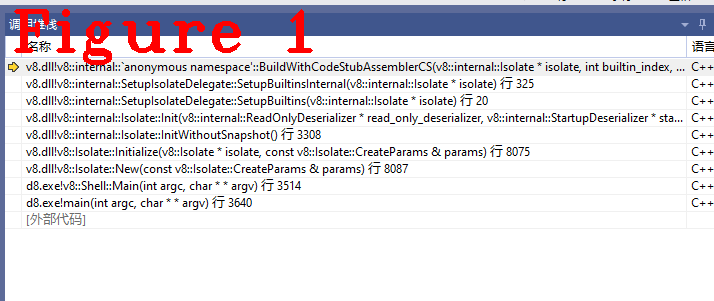 调用堆栈
Figure 1
名称 语言
v8.dll!v8::internal::`anonymous namespace'::BuildWithCodeStubAssemblerCS(v8::internal::Isolate * isolate, int builtin_index, ... C++
v8.dll!v8::internal::SetupIsolateDelegate::SetupBuiltinsInternal(v8::internal::Isolate * isolate) 行 325 C++
v8.dll!v8::internal::SetupIsolateDelegate::SetupBuiltins(v8::internal::Isolate * isolate) 行 20 C++
v8.dll!v8::internal::Isolate::Init(v8::internal::ReadOnlyDeserializer * read_only_deserializer, v8::internal::StartupDeserializer * sta... C++
v8.dll!v8::internal::Isolate::InitWithoutSnapshot() 行 3308 C++
v8.dll!v8::Isolate::Initialize(v8::Isolate * isolate, const v8::Isolate::CreateParams & params) 行 8075 C++
v8.dll!v8::Isolate::New(const v8::Isolate::CreateParams & params) 行 8087 C++
d8.exe!v8::Shell::Main(int argc, char * * argv) 行 3514 C++
d8.exe!main(int argc, char * * argv) 行 3640 C++
[外部代码]